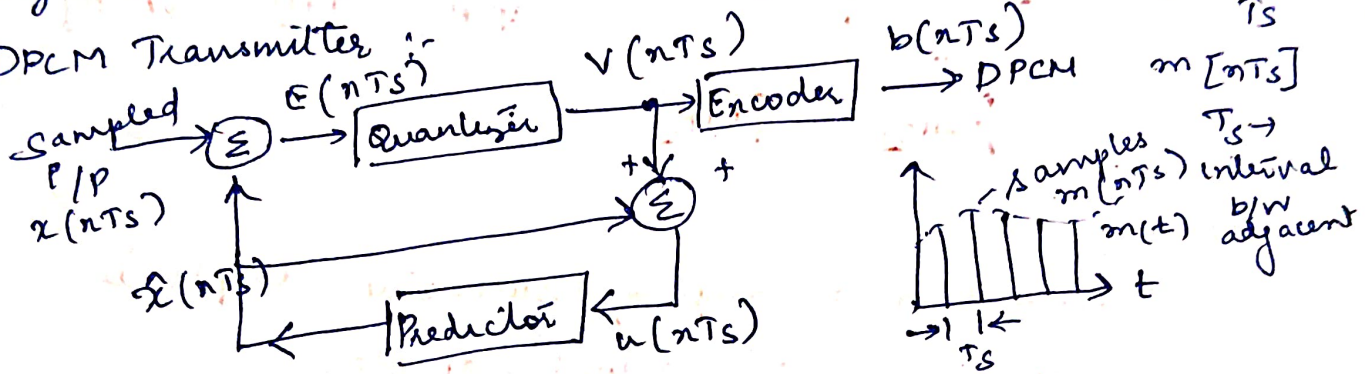 DPCM Transmitter :-
Sampled
i/p
x(nTs)
Σ
E(nTs)
Quantizer
V(nTs)
Encoder
b(nTs)
DPCM
+
+
Σ
x̂(nTs)
Predictor
u(nTs)
Ts
m[nTs]
Ts→
interval
b/w
adjacent
samples
m(nTs)
m(t)
t
Ts